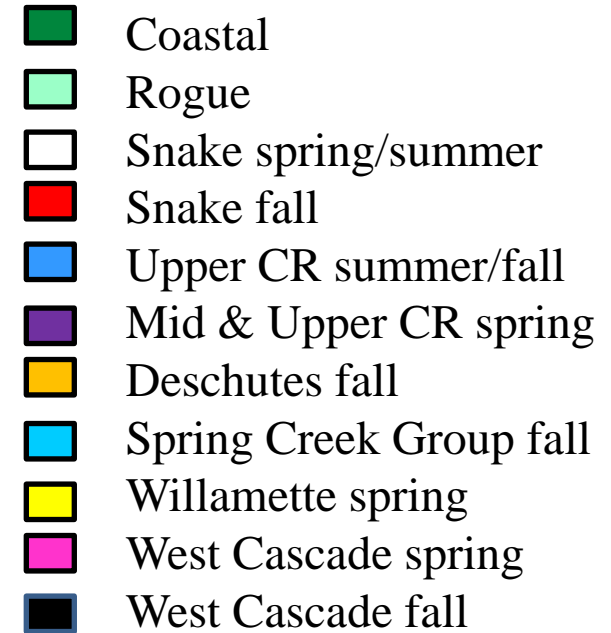 Coastal
Rogue
Snake spring/summer
Snake fall
Upper CR summer/fall
Mid & Upper CR spring
Deschutes fall
Spring Creek Group fall
Willamette spring
West Cascade spring
West Cascade fall